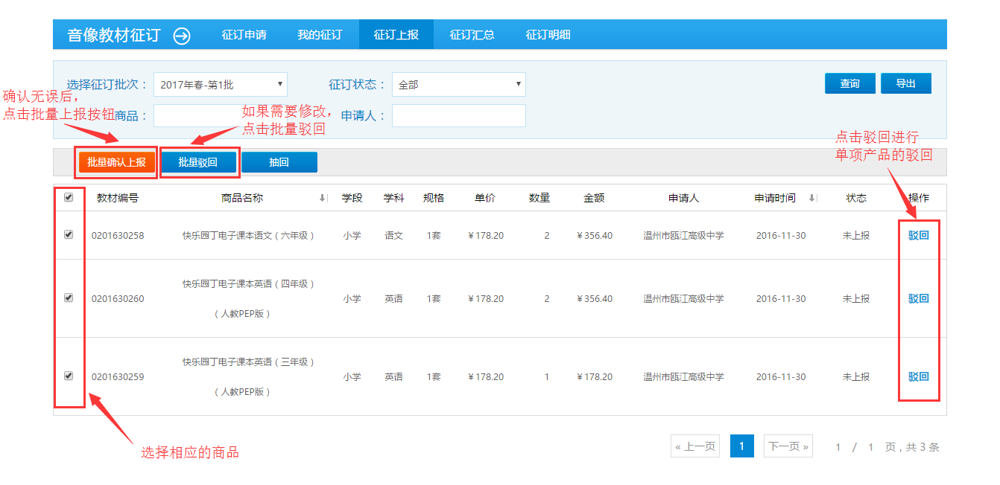 音像教材征订 征订申请 我的征订 征订上报 征订汇总 征订明细
选择征订批次： 2017年春-第1批 征订状态： 全部 查询 导出
确认无误后，
点击批量上报按钮
商品： 申请人：
如果需要修改，
点击批量驳回
点击驳回进行
单项产品的驳回
批量确认上报 批量驳回 抽回
教材编号 商品名称 学段 学科 规格 单价 数量 金额 申请人 申请时间 状态 操作
0201630258 快乐园丁电子课本语文（六年级） 小学 语文 1套 ￥178.20 2 ￥356.40 温州市瓯江高级中学 2016-11-30 未上报 驳回
快乐园丁电子课本英语（四年级）
0201630260 小学 英语 1套 ￥178.20 2 ￥356.40 温州市瓯江高级中学 2016-11-30 未上报 驳回
（人教PEP版）
快乐园丁电子课本英语（三年级）
0201630259 小学 英语 1套 ￥178.20 1 ￥178.20 温州市瓯江高级中学 2016-11-30 未上报 驳回
（人教PEP版）
选择相应的商品
« 上一页 1 下一页 » 1 / 1 页，共 3 条